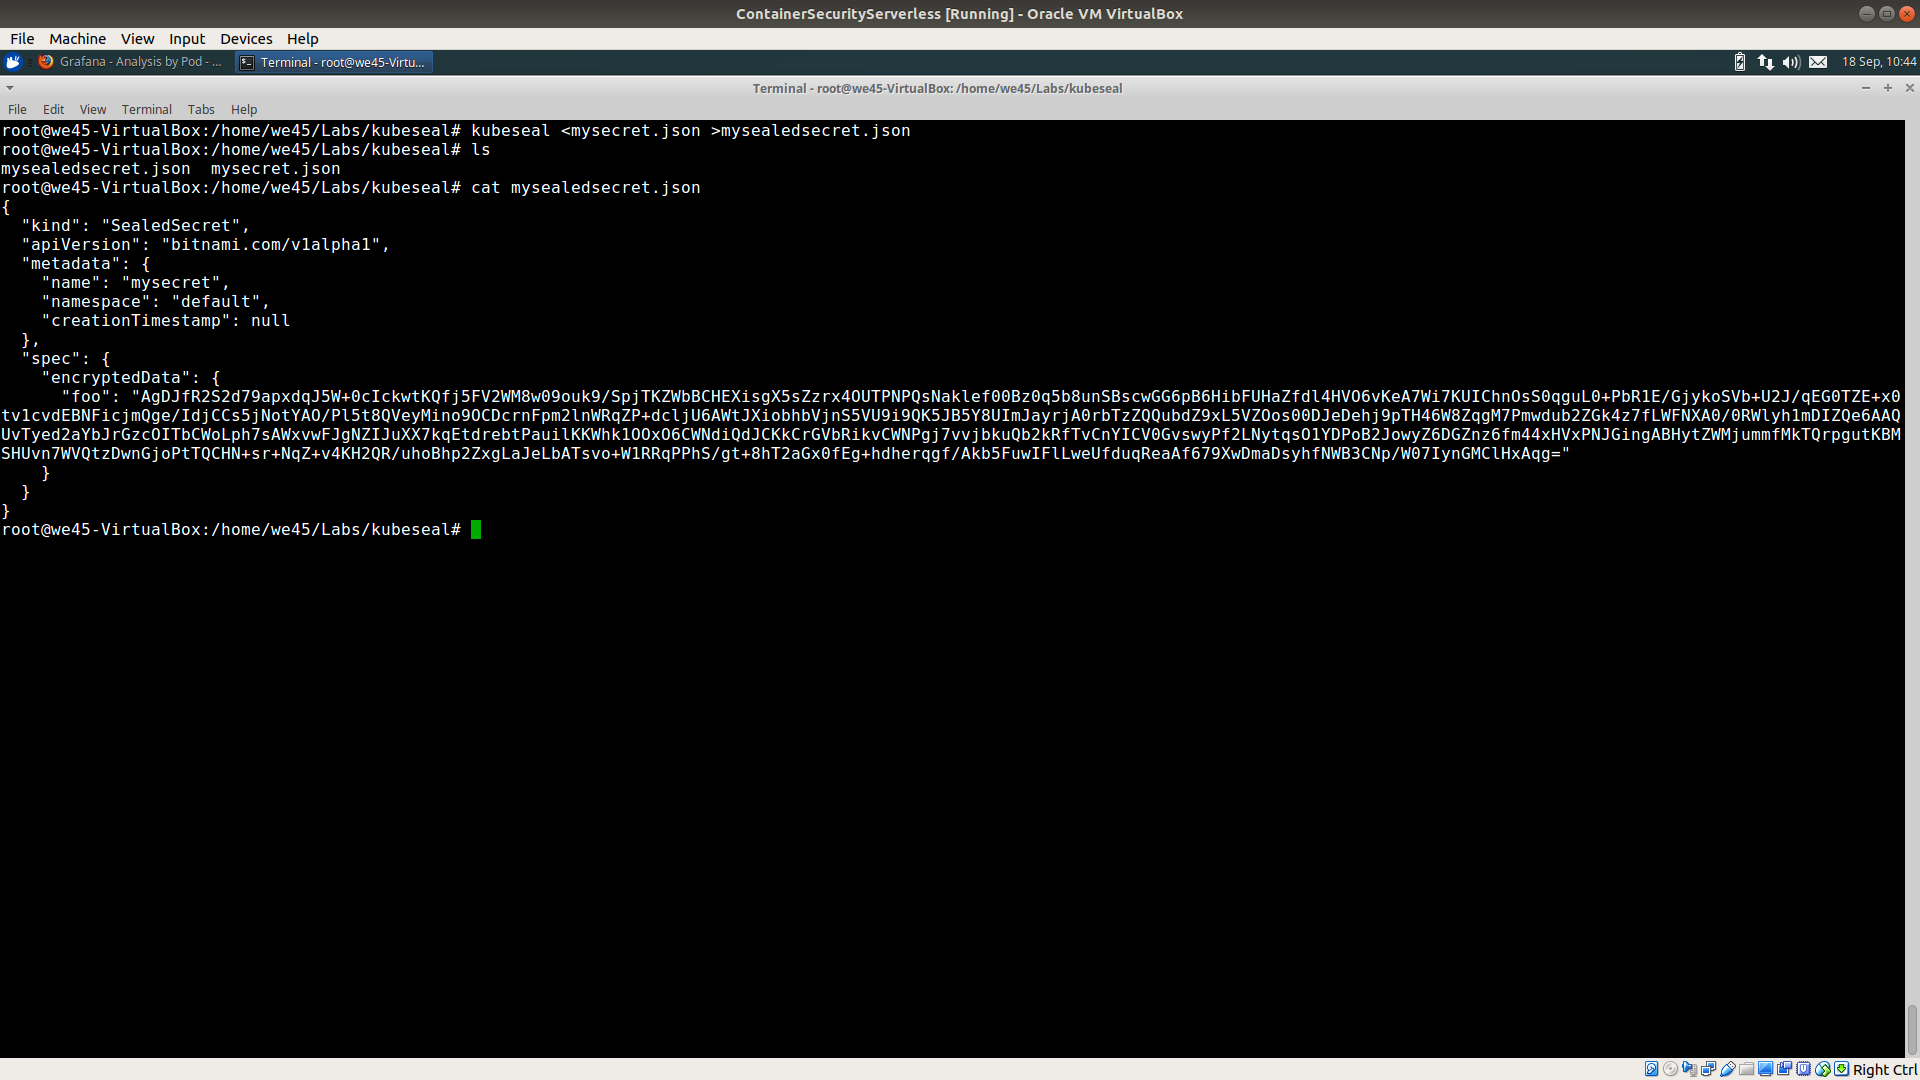 ContainerSecurityServerless [Running] - Oracle VM VirtualBox
File Machine View Input Devices Help
Grafana - Analysis by Pod - ...
Terminal - root@we45-Virtu...
18 Sep, 10:44
Terminal - root@we45-VirtualBox: /home/we45/Labs/kubeseal
File Edit View Terminal Tabs Help
root@we45-VirtualBox:/home/we45/Labs/kubeseal# kubeseal <mysecret.json >mysealedsecret.json
root@we45-VirtualBox:/home/we45/Labs/kubeseal# ls
mysealedsecret.json  mysecret.json
root@we45-VirtualBox:/home/we45/Labs/kubeseal# cat mysealedsecret.json
{
  "kind": "SealedSecret",
  "apiVersion": "bitnami.com/v1alpha1",
  "metadata": {
    "name": "mysecret",
    "namespace": "default",
    "creationTimestamp": null
  },
  "spec": {
    "encryptedData": {
      "foo": "AgDJfR2S2d79apxdqJ5W+0cIckwtKQfj5FV2WM8w09ouk9/SpjTKZWbBCHEXisgX5sZzrx4OUTPNPQsNaklef00Bz0q5b8unSBscwGG6pB6HibFUHaZfdl4HVO6vKeA7Wi7KUIChnOsS0qguL0+PbR1E/GjykoSVb+U2J/qEG0TZE+x0
tv1cvdEBNFicjmQge/IdjCCs5jNotYAO/Pl5t8QVeyMino9OCDcrnFpm2lnWRqZP+dcljU6AWtJXiobhbVjnS5VU9i9QK5JB5Y8UImJayrjA0rbTzZQQubdZ9xL5VZOos00DJeDehj9pTH46W8ZqgM7Pmwdub2ZGk4z7fLWFNXA0/0RWlyh1mDIZQe6AAQ
UvTyed2aYbJrGzcOITbCWoLph7sAWxvwFJgNZIJuXX7kqEtdrebtPauilKKWhk1OOxO6CWNdiQdJCKkCrGVbRikvCWNPgj7vvjbkuQb2kRfTvCnYICV0GvswyPf2LNytqsO1YDPoB2JowyZ6DGZnz6fm44xHVxPNJGingABHytZWMjummfMkTQrpgutKBM
SHUvn7WVQtzDwnGjoPtTQCHN+sr+NqZ+v4KH2QR/uhoBhp2ZxgLaJeLbATsvo+W1RRqPPhS/gt+8hT2aGx0fEg+hdherqgf/Akb5FuwIFlLweUfduqReaAf679XwDmaDsyhfNWB3CNp/W07IynGMClHxAqg="
    }
  }
}
root@we45-VirtualBox:/home/we45/Labs/kubeseal#
Right Ctrl